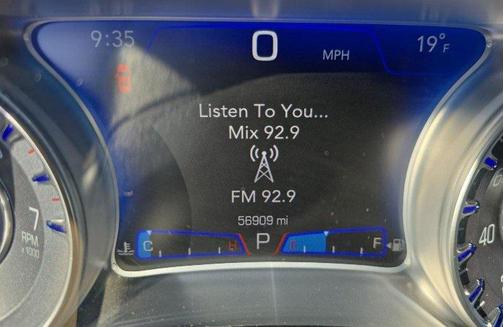 9:35 0 MPH 19°F
Listen To You...
Mix 92.9
FM 92.9
56909 mi
C H P E F
7
RPM
x1000
40